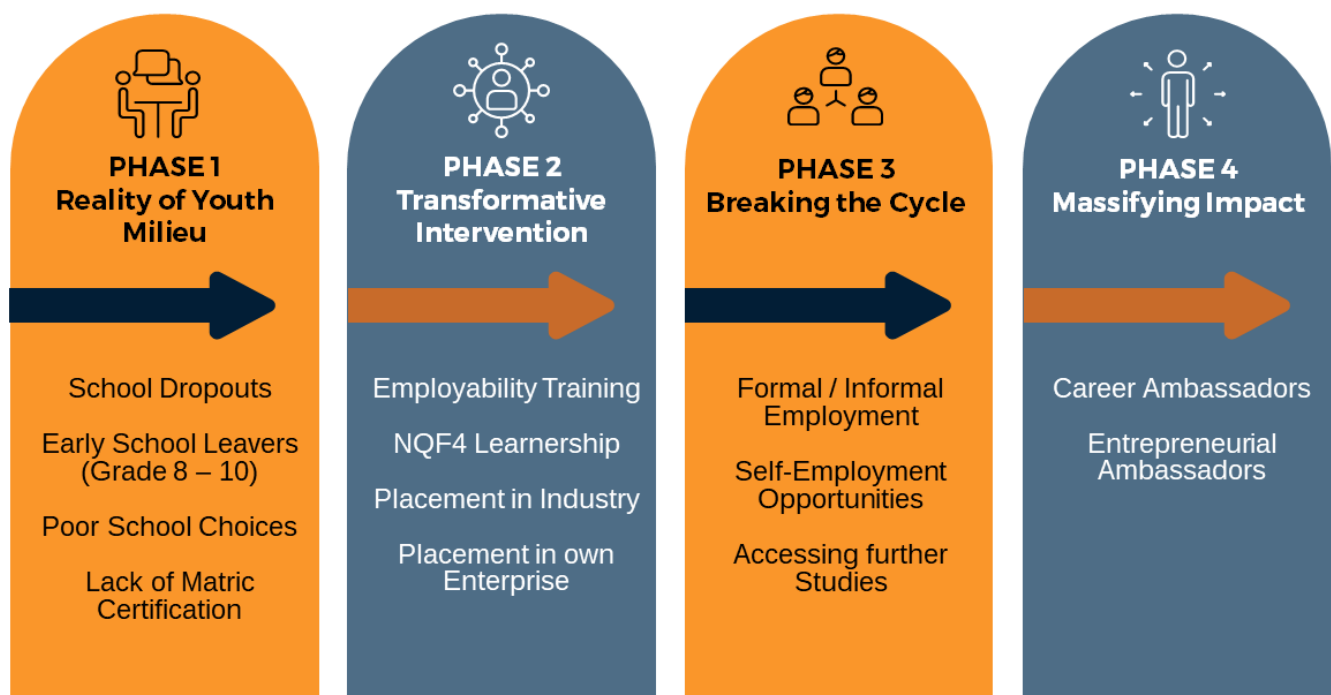 PHASE 1
Reality of Youth
Milieu
School Dropouts
Early School Leavers
(Grade 8 – 10)
Poor School Choices
Lack of Matric
Certification
PHASE 2
Transformative
Intervention
Employability Training
NQF4 Learnership
Placement in Industry
Placement in own
Enterprise
PHASE 3
Breaking the Cycle
Formal / Informal
Employment
Self-Employment
Opportunities
Accessing further
Studies
PHASE 4
Massifying Impact
Career Ambassadors
Entrepreneurial
Ambassadors